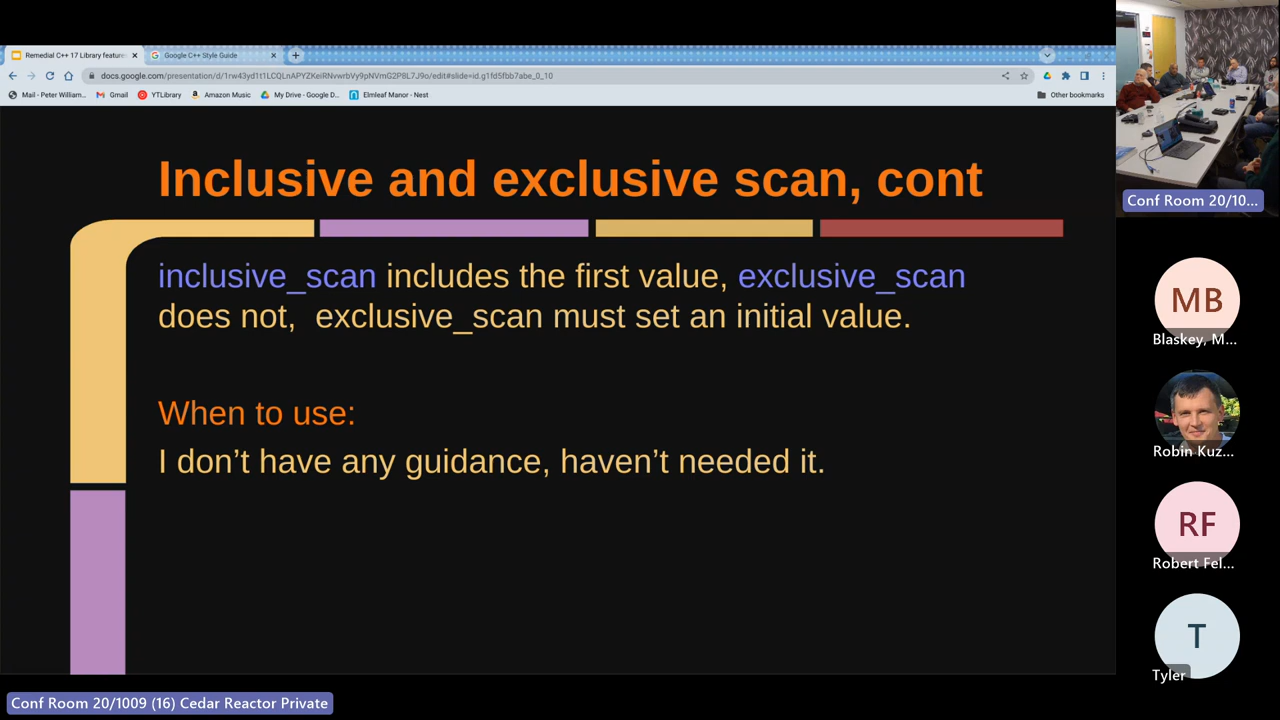 Remedial C++ 17 Library feature
Google C++ Style Guide
docs.google.com/presentation/d/1rw43yd1t1LCQLnAPYZKeiRNvwrbVy9pNVmG2P8L7J9o/edit#slide=id.g1fd5fbb7abe_0_10
Mail - Peter William...
Gmail
YTLibrary
Amazon Music
My Drive - Google D...
Elmleaf Manor - Nest
Other bookmarks
Inclusive and exclusive scan, cont
inclusive_scan includes the first value, exclusive_scan
does not,  exclusive_scan must set an initial value.
When to use:
I don’t have any guidance, haven’t needed it.
Conf Room 20/10...
MB
Blaskey, M...
Robin Kuz...
RF
Robert Fel...
T
Tyler
Conf Room 20/1009 (16) Cedar Reactor Private